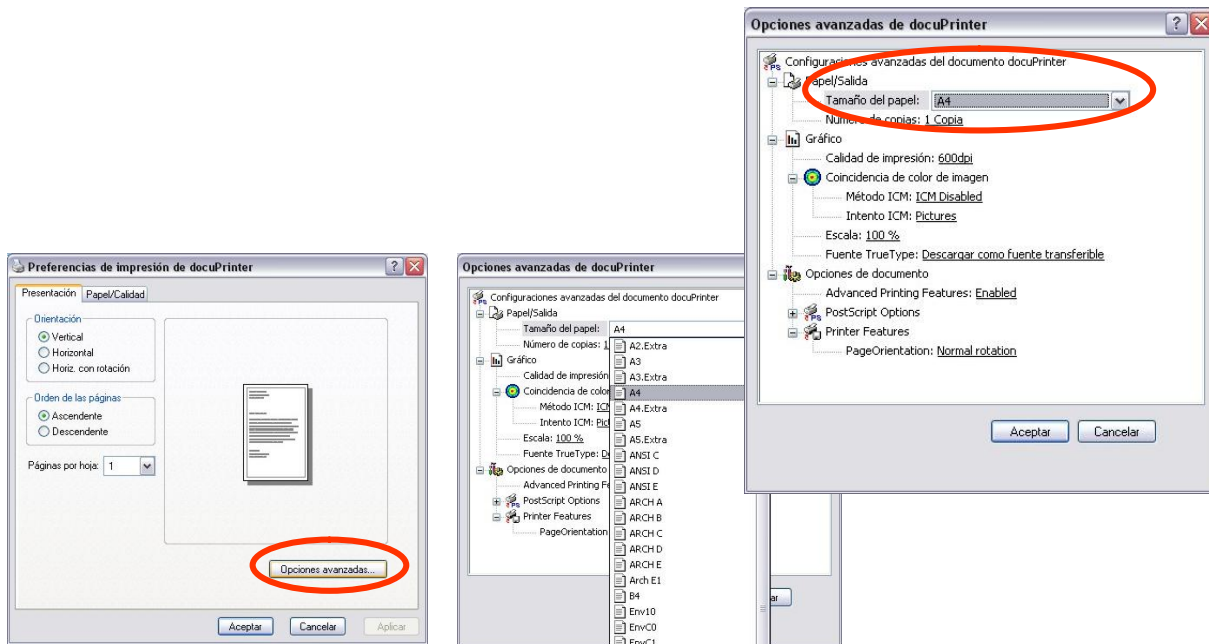 Preferencias de impresión de docuPrinter
Presentación Papel/Calidad
Orientación
Vertical
Horizontal
Horiz. con rotación
Orden de las páginas
Ascendente
Descendente
Páginas por hoja: 1
Opciones avanzadas...
Aceptar Cancelar Aplicar
Opciones avanzadas de docuPrinter
Configuraciones avanzadas del documento docuPrinter
Papel/Salida
Tamaño del papel: A4
Número de copias: 1
Gráfico
Calidad de impresión
Coincidencia de color
Método ICM: IC
Intento ICM: Pic
Escala: 100 %
Fuente TrueType: D
Opciones de documento
Advanced Printing Fe
PostScript Options
Printer Features
PageOrientation
A2.Extra
A3
A3.Extra
A4
A4.Extra
A5
A5.Extra
ANSI C
ANSI D
ANSI E
ARCH A
ARCH B
ARCH C
ARCH D
ARCH E
Arch E1
B4
Env10
EnvC0
EnvC1
ar
Opciones avanzadas de docuPrinter
Configuraciones avanzadas del documento docuPrinter
Papel/Salida
Tamaño del papel: A4
Número de copias: 1 Copia
Gráfico
Calidad de impresión: 600dpi
Coincidencia de color de imagen
Método ICM: ICM Disabled
Intento ICM: Pictures
Escala: 100 %
Fuente TrueType: Descargar como fuente transferible
Opciones de documento
Advanced Printing Features: Enabled
PostScript Options
Printer Features
PageOrientation: Normal rotation
Aceptar Cancelar